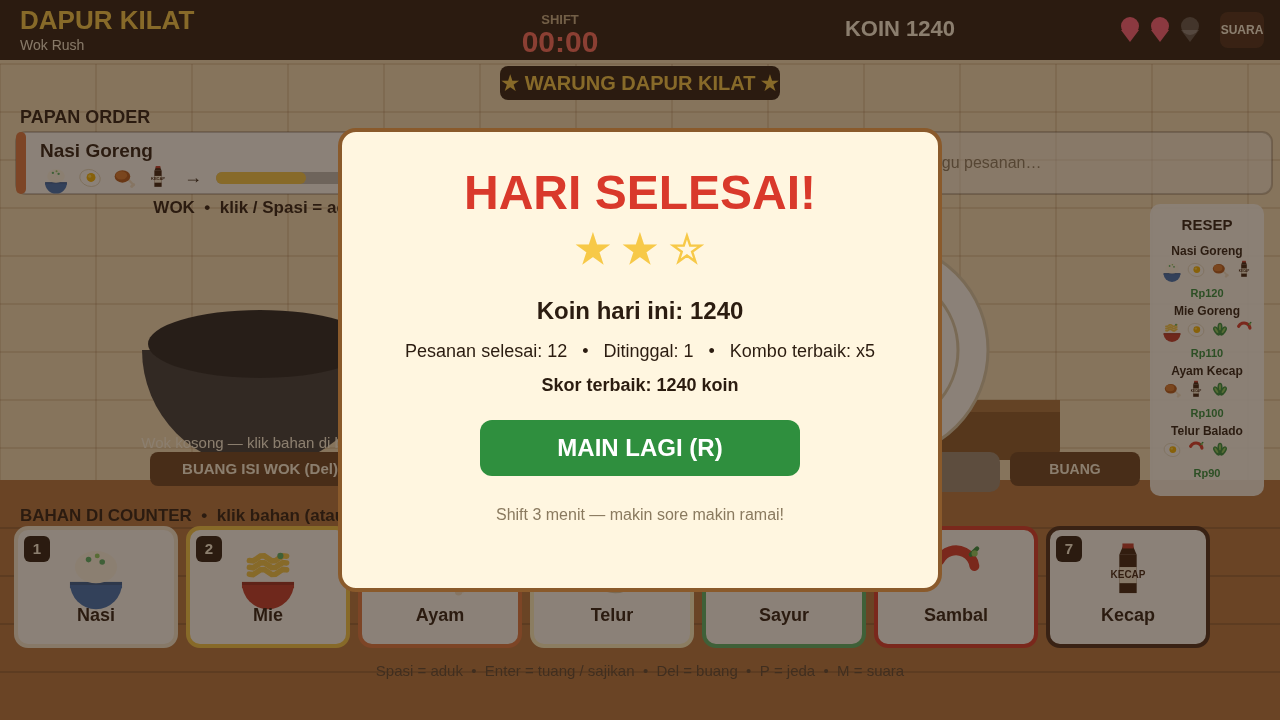 DAPUR KILAT
Wok Rush
SHIFT
00:00
KOIN 1240
SUARA
★ WARUNG DAPUR KILAT ★
PAPAN ORDER
Nasi Goreng
KECAP
→
pesanan…
WOK • klik / Spasi =
HARI SELESAI!
★ ★ ☆
Koin hari ini: 1240
Pesanan selesai: 12 • Ditinggal: 1 • Kombo terbaik: x5
Skor terbaik: 1240 koin
MAIN LAGI (R)
Shift 3 menit — makin sore makin ramai!
Wok kosong — klik bahan di
BUANG ISI WOK (Del)
BUANG
RESEP
Nasi Goreng
KECAP
Rp120
Mie Goreng
Rp110
Ayam Kecap
KECAP
Rp100
Telur Balado
Rp90
BAHAN DI COUNTER • klik bahan
1
Nasi
2
Mie
Ayam
Telur
Sayur
Sambal
7
KECAP
Kecap
Spasi = aduk • Enter = tuang / sajikan • Del = buang • P = jeda • M = suara